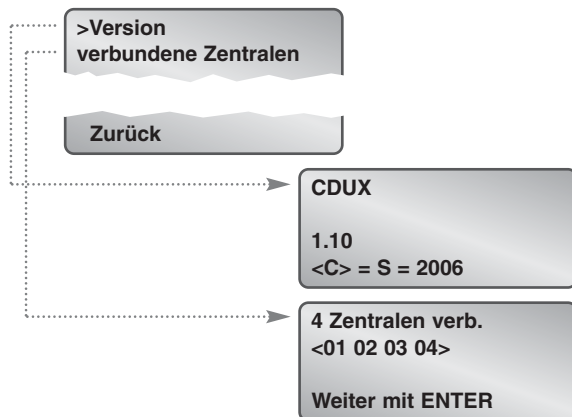 >Version
verbundene Zentralen
Zurück
CDUX
1.10
<C> = S = 2006
4 Zentralen verb.
<01 02 03 04>
Weiter mit ENTER